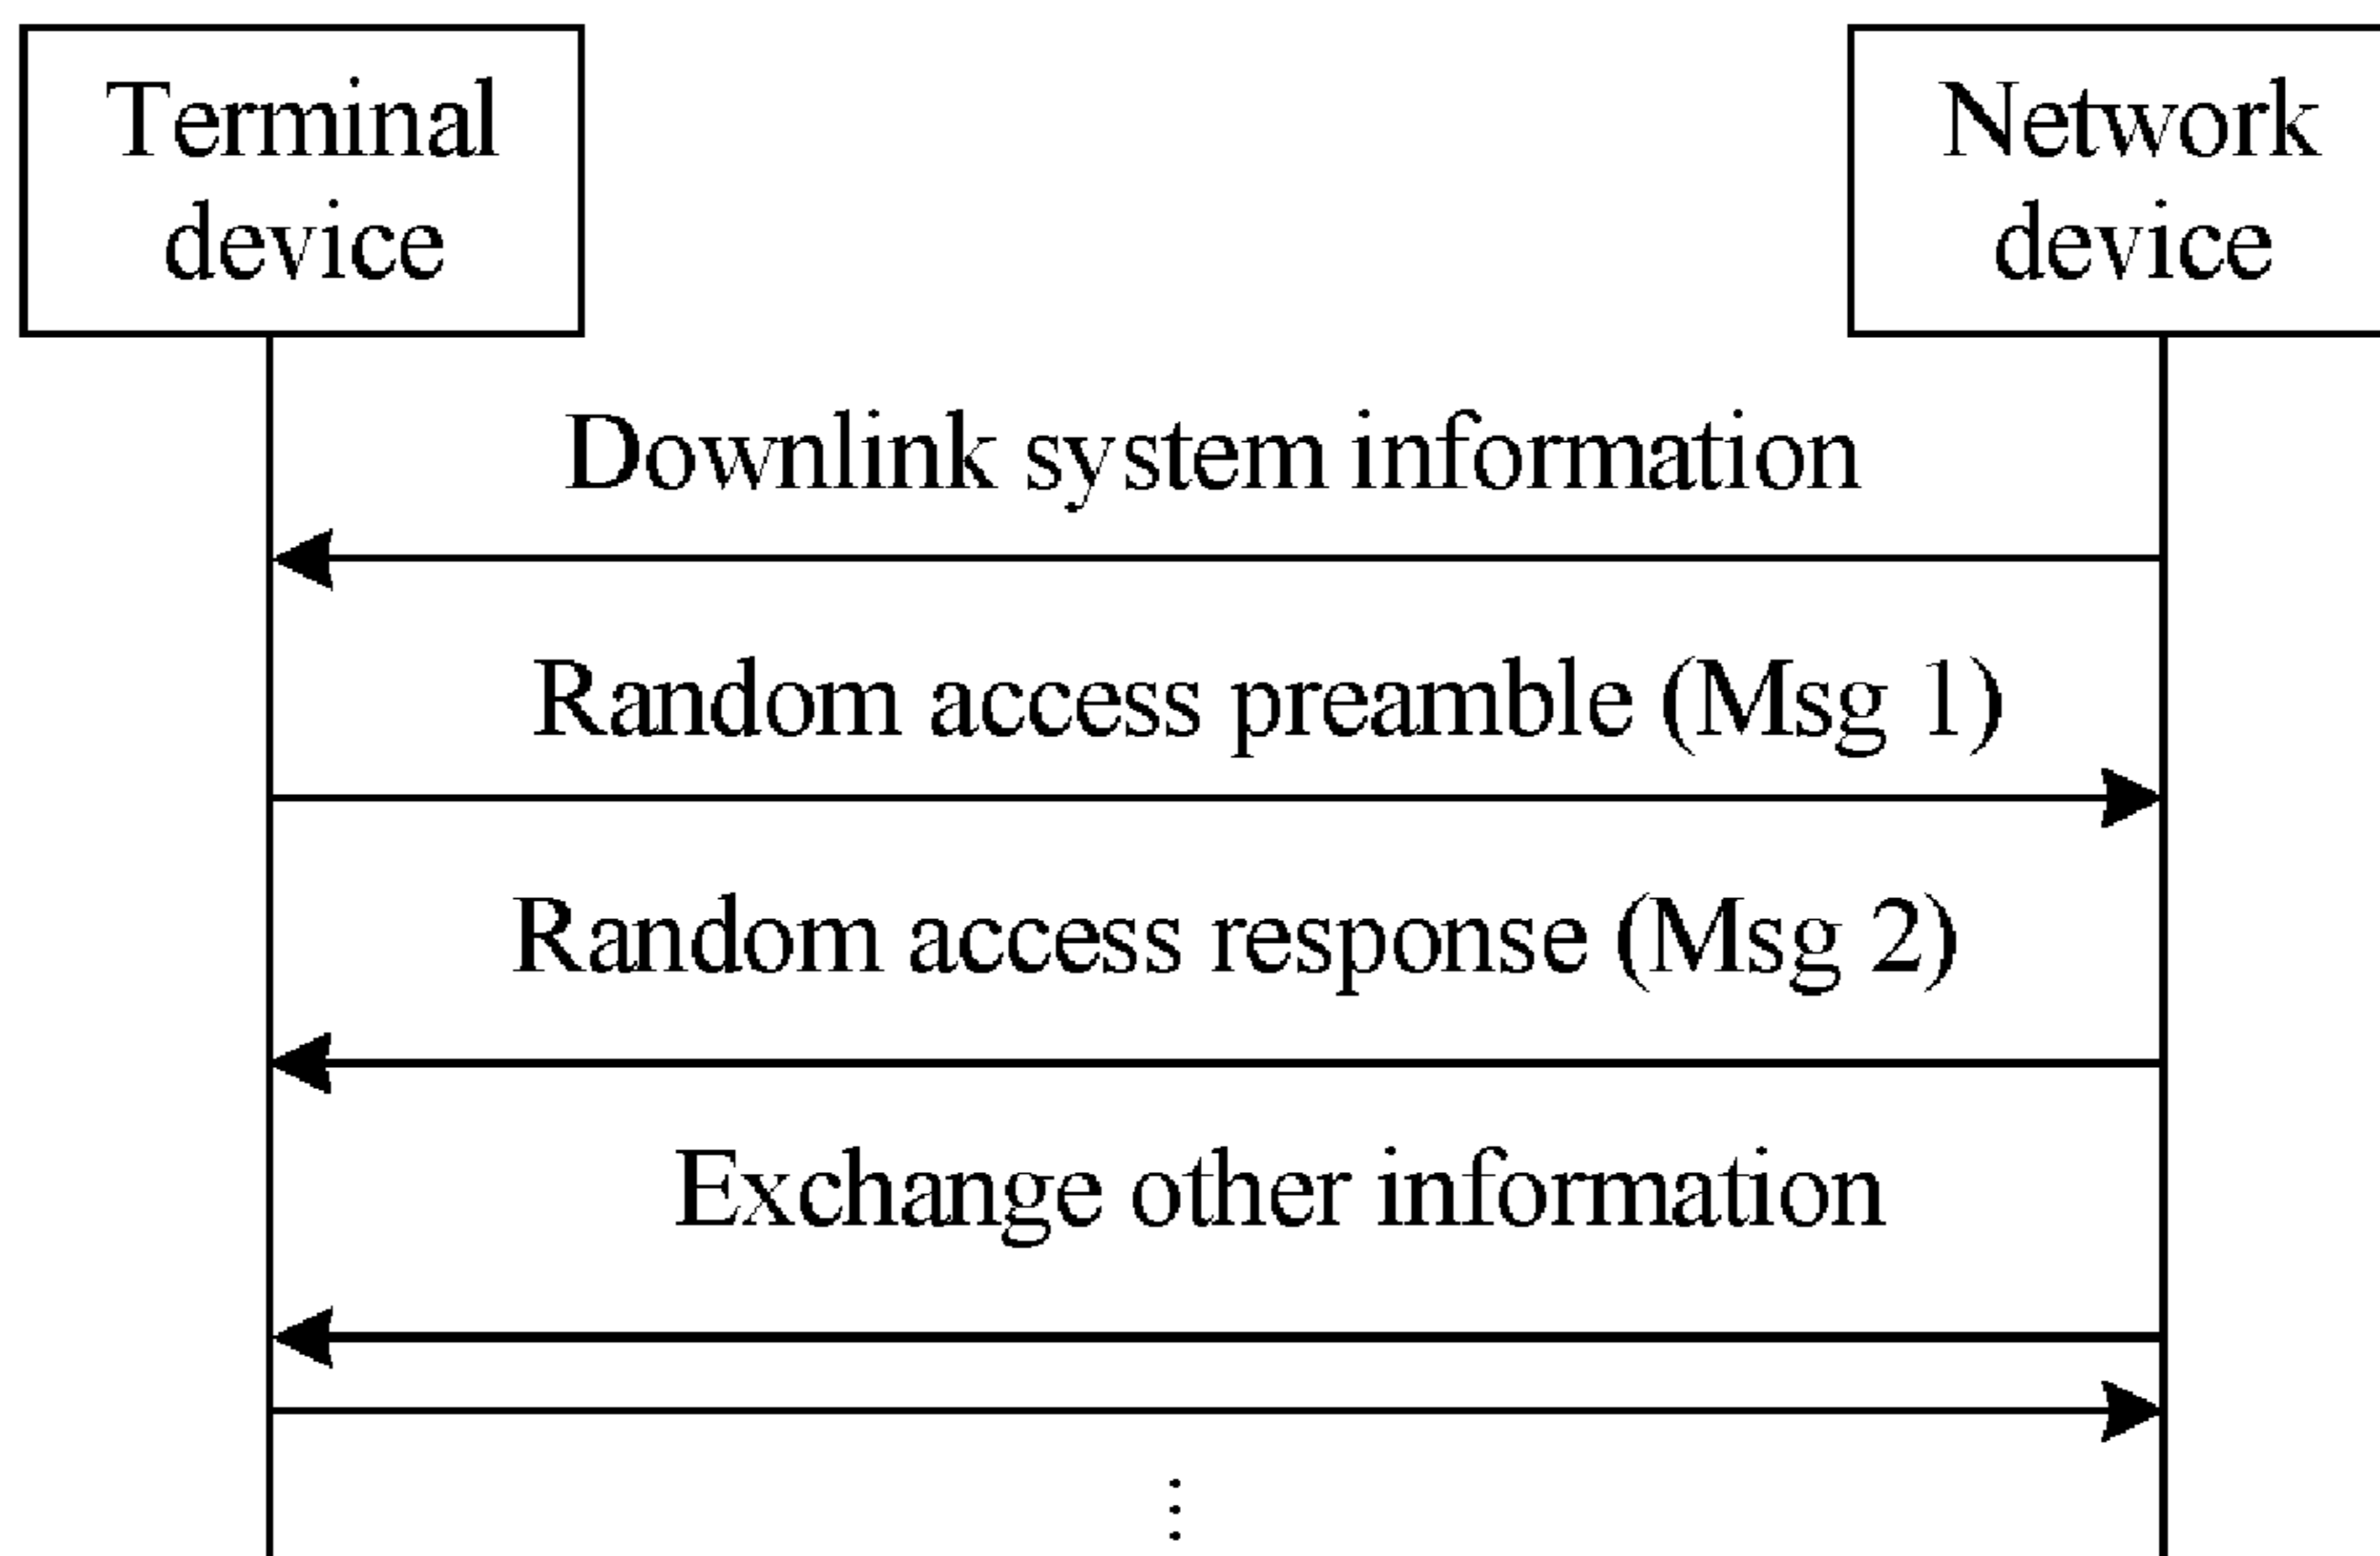 Terminal
device
Network
device
Downlink system information
Random access preamble (Msg 1)
Random access response (Msg 2)
Exchange other information